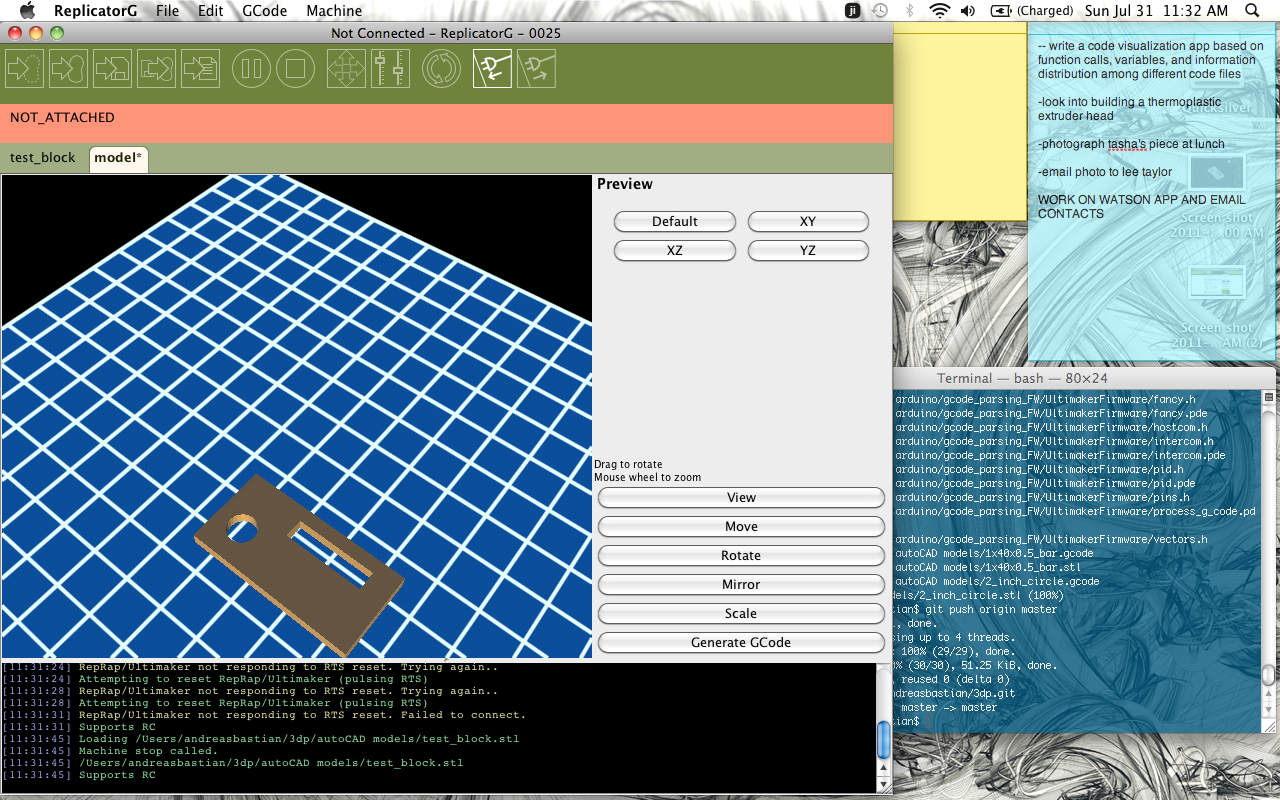 ReplicatorG File Edit GCode Machine
(Charged) Sun Jul 31 11:32 AM
Not Connected - ReplicatorG - 0025
NOT_ATTACHED
test_block model*
Preview
Default XY
XZ YZ
Drag to rotate
Mouse wheel to zoom
View
Move
Rotate
Mirror
Scale
Generate GCode
[11:31:24] RepRap/Ultimaker not responding to RTS reset. Trying again..
[11:31:24] Attempting to reset RepRap/Ultimaker (pulsing RTS)
[11:31:28] RepRap/Ultimaker not responding to RTS reset. Trying again..
[11:31:28] Attempting to reset RepRap/Ultimaker (pulsing RTS)
[11:31:31] RepRap/Ultimaker not responding to RTS reset. Failed to connect.
[11:31:31] Supports RC
[11:31:45] Loading /Users/andreasbastian/3dp/autoCAD models/test_block.stl
[11:31:45] Machine stop called.
[11:31:45] /Users/andreasbastian/3dp/autoCAD models/test_block.stl
[11:31:45] Supports RC
-- write a code visualization app based on
function calls, variables, and information
distribution among different code files
-look into building a thermoplastic
extruder head
-photograph tasha's piece at lunch
-email photo to lee taylor
WORK ON WATSON APP AND EMAIL
CONTACTS
Quicksilver
Screen shot
2011-...00 AM
Screen shot
2011-...AM (2)
Terminal — bash — 80×24
arduino/gcode_parsing_FW/UltimakerFirmware/fancy.h
arduino/gcode_parsing_FW/UltimakerFirmware/fancy.pde
arduino/gcode_parsing_FW/UltimakerFirmware/hostcom.h
arduino/gcode_parsing_FW/UltimakerFirmware/intercom.h
arduino/gcode_parsing_FW/UltimakerFirmware/intercom.pde
arduino/gcode_parsing_FW/UltimakerFirmware/pid.h
arduino/gcode_parsing_FW/UltimakerFirmware/pid.pde
arduino/gcode_parsing_FW/UltimakerFirmware/pins.h
arduino/gcode_parsing_FW/UltimakerFirmware/process_g_code.pd
arduino/gcode_parsing_FW/UltimakerFirmware/vectors.h
autoCAD models/1x40x0.5_bar.gcode
autoCAD models/1x40x0.5_bar.stl
autoCAD models/2_inch_circle.gcode
els/2_inch_circle.stl (100%)
ian$ git push origin master
, done.
ing up to 4 threads.
100% (29/29), done.
% (30/30), 51.25 KiB, done.
, reused 0 (delta 0)
ndreasbastian/3dp.git
master -> master
ian$